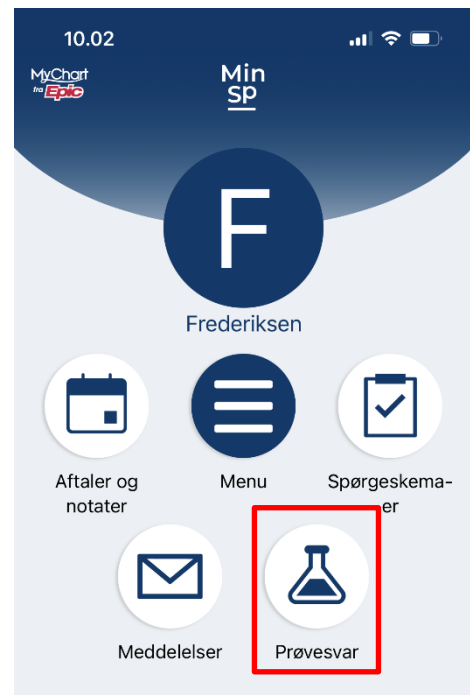 10.02
MyChart
fra Epic
Min
sp
F
Frederiksen
Aftaler og
notater
Menu
Spørgeskema-
er
Meddelelser
Prøvesvar